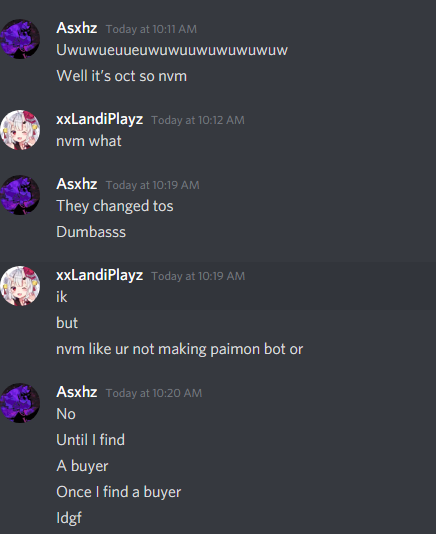 Asxhz Today at 10:11 AM
Uwuwueuueuwuwuuwuwuwuwuw
Well it’s oct so nvm
xxLandiPlayz Today at 10:12 AM
nvm what
Asxhz Today at 10:19 AM
They changed tos
Dumbasss
xxLandiPlayz Today at 10:19 AM
ik
but
nvm like ur not making paimon bot or
Asxhz Today at 10:20 AM
No
Until I find
A buyer
Once I find a buyer
Idgf